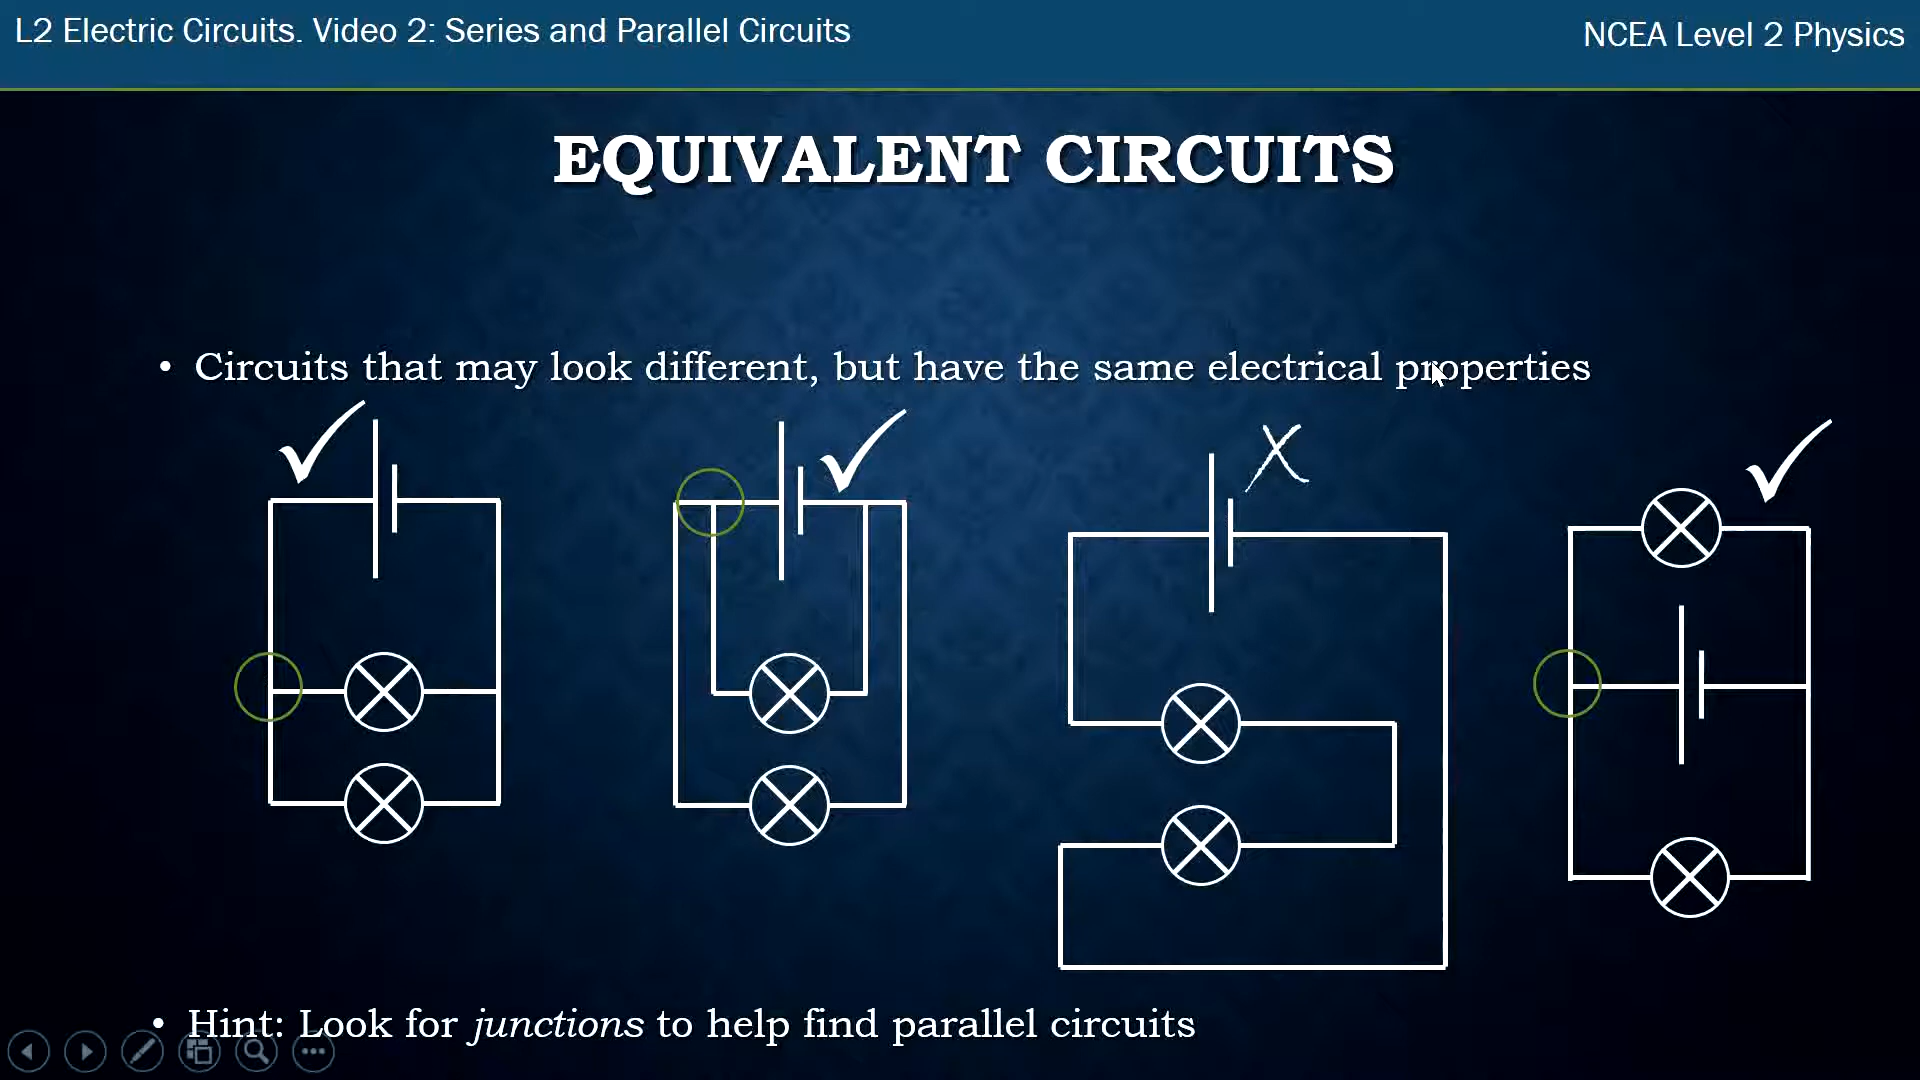 L2 Electric Circuits. Video 2: Series and Parallel Circuits
NCEA Level 2 Physics
EQUIVALENT CIRCUITS
• Circuits that may look different, but have the same electrical properties
• Hint: Look for junctions to help find parallel circuits